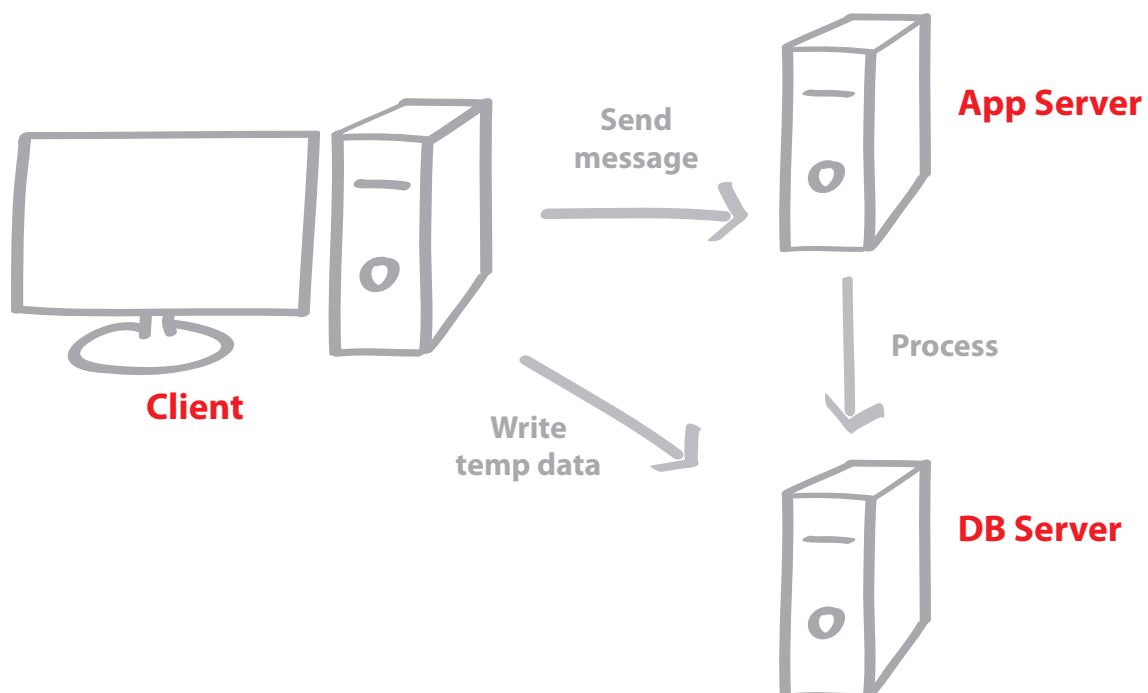 Send
message
App Server
Process
Client
Write
temp data
DB Server